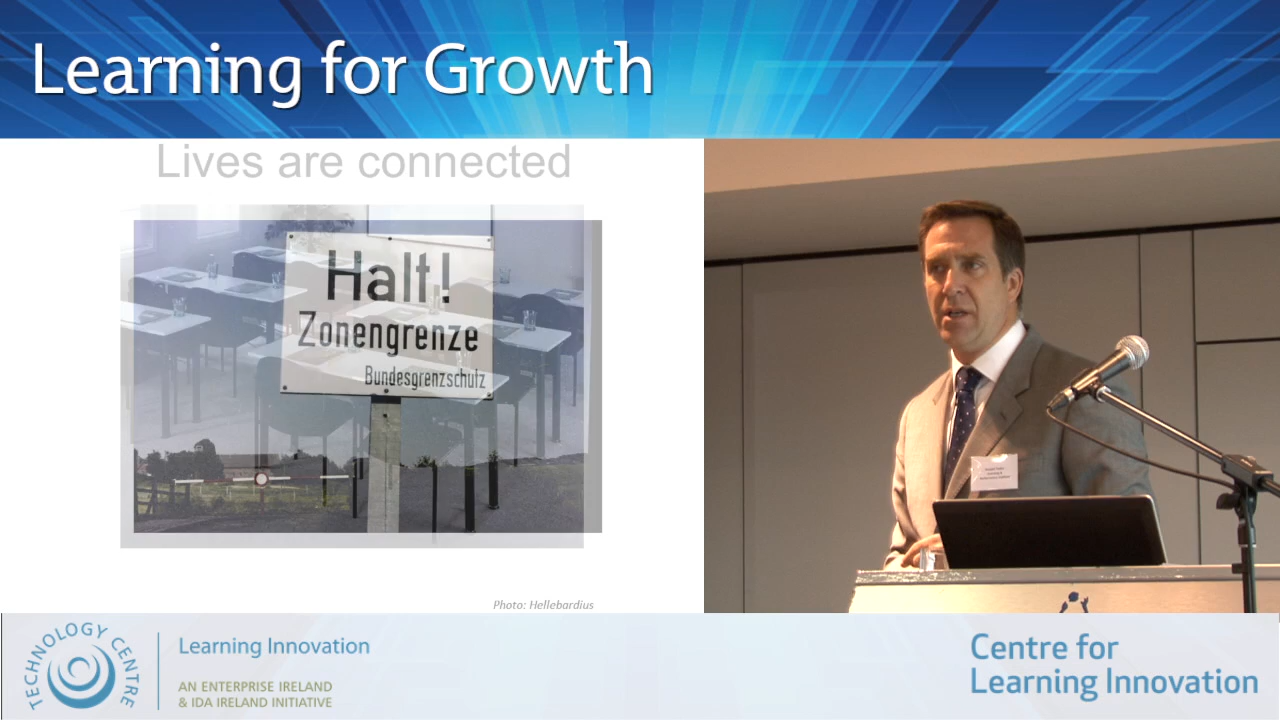 Learning for Growth
Lives are connected
Halt!
Zonengrenze
Bundesgrenzschutz
Photo: Hellebardius
TECHNOLOGY CENTRE
Learning Innovation
AN ENTERPRISE IRELAND
& IDA IRELAND INITIATIVE
Centre for
Learning Innovation